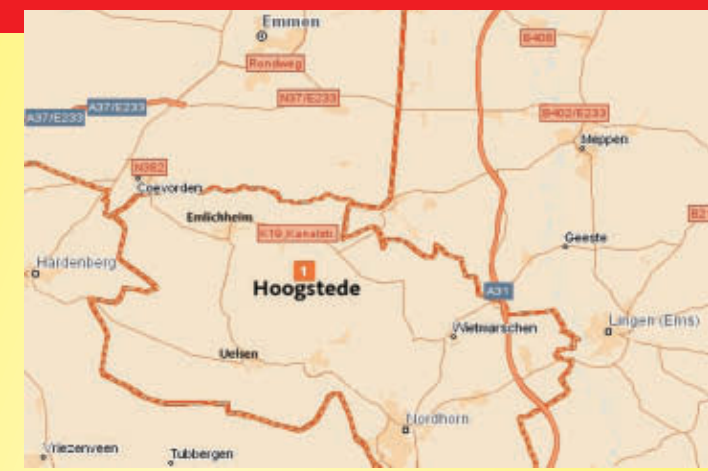 Emmen
B408
Rondweg
N37/E233
A37/E233
A37/E233
B402/E233
Meppen
N382
Coevorden
Emlichheim
K19,Kanalstr.
Geeste
Hardenberg
1
Hoogstede
A31
Lingen (Ems)
Wietmarschen
Uelsen
Nordhorn
Vriezenveen
Tubbergen